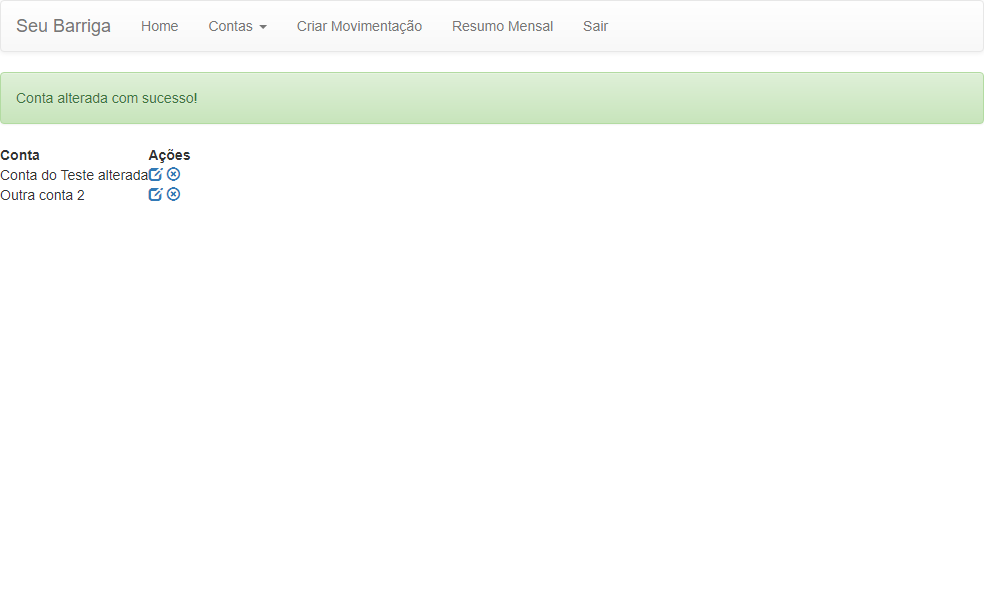 Seu Barriga Home Contas Criar Movimentação Resumo Mensal Sair
Conta alterada com sucesso!
Conta Ações
Conta do Teste alterada
Outra conta 2